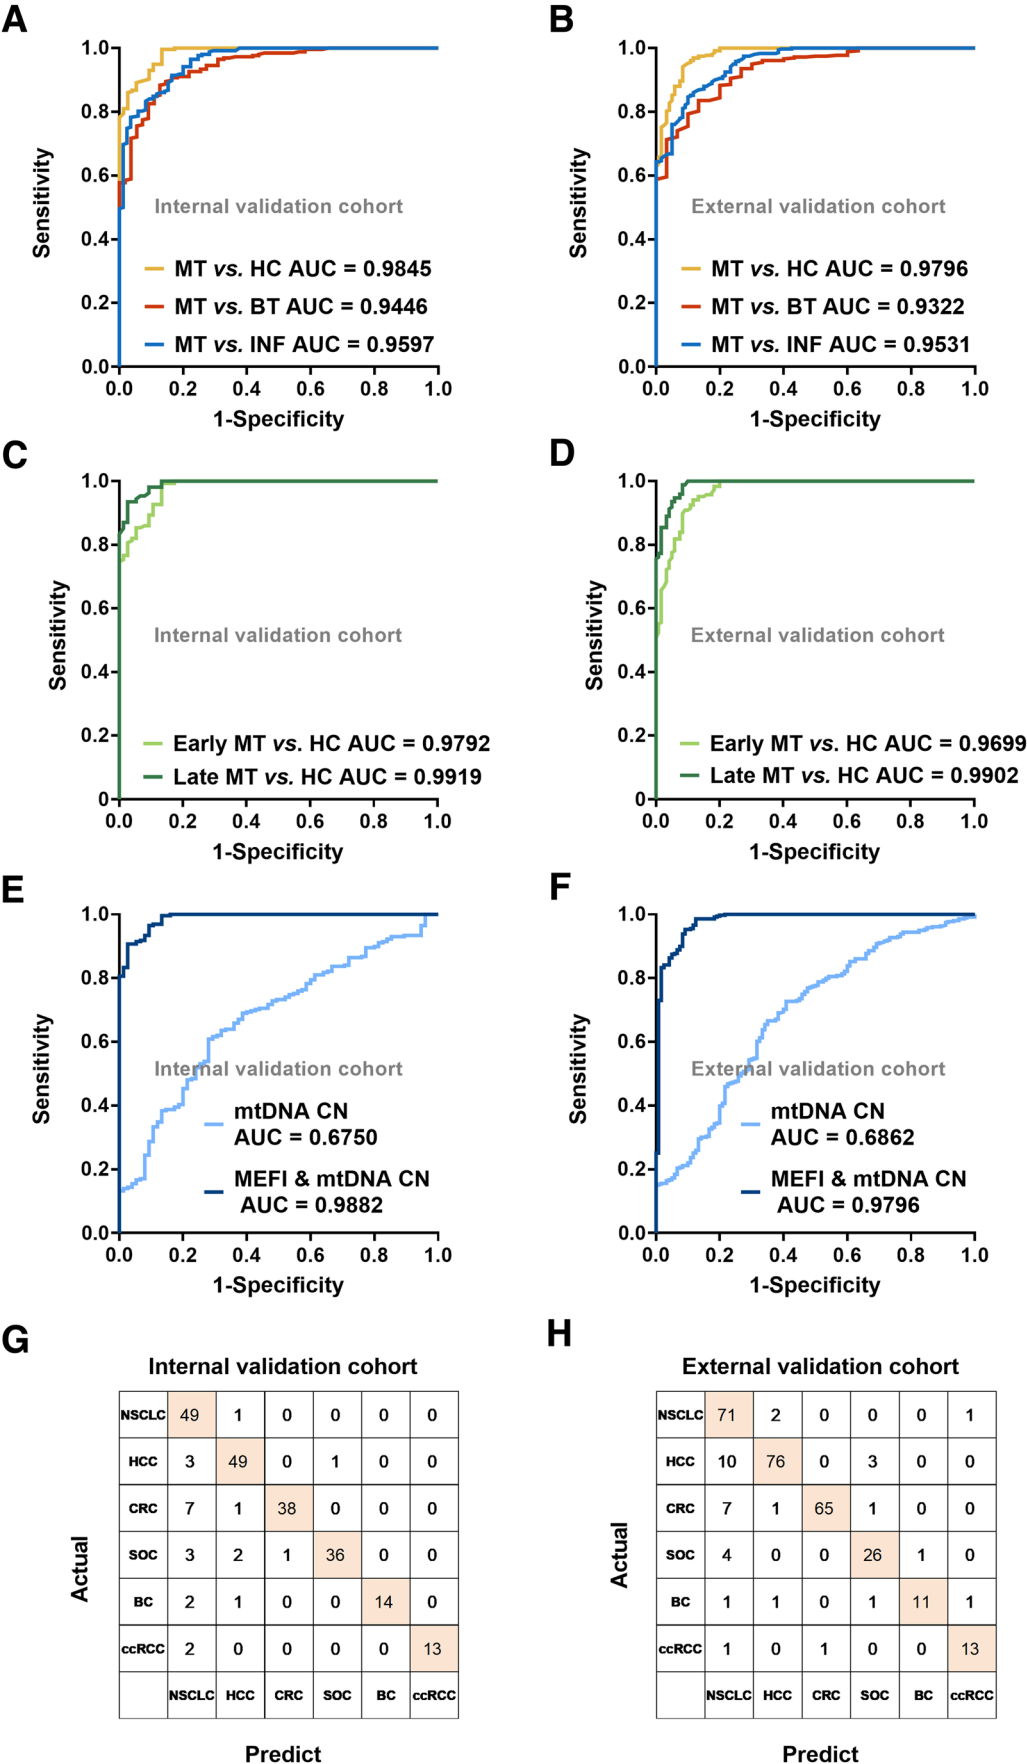 A
1.0
0.8
0.6
0.4
0.2
0.0
Sensitivity
Internal validation cohort
MT vs. HC AUC = 0.9845
MT vs. BT AUC = 0.9446
MT vs. INF AUC = 0.9597
0.0 0.2 0.4 0.6 0.8 1.0
1-Specificity
B
1.0
0.8
0.6
0.4
0.2
0.0
Sensitivity
External validation cohort
MT vs. HC AUC = 0.9796
MT vs. BT AUC = 0.9322
MT vs. INF AUC = 0.9531
0.0 0.2 0.4 0.6 0.8 1.0
1-Specificity
C
1.0
0.8
0.6
0.4
0.2
0
Sensitivity
Internal validation cohort
Early MT vs. HC AUC = 0.9792
Late MT vs. HC AUC = 0.9919
0.0 0.2 0.4 0.6 0.8 1.0
1-Specificity
D
1.0
0.8
0.6
0.4
0.2
0
Sensitivity
External validation cohort
Early MT vs. HC AUC = 0.9699
Late MT vs. HC AUC = 0.9902
0.0 0.2 0.4 0.6 0.8 1.0
1-Specificity
E
1.0
0.8
0.6
0.4
0.2
0.0
Sensitivity
Internal validation cohort
mtDNA CN
AUC = 0.6750
MEFI & mtDNA CN
AUC = 0.9882
0.0 0.2 0.4 0.6 0.8 1.0
1-Specificity
F
1.0
0.8
0.6
0.4
0.2
0.0
Sensitivity
External validation cohort
mtDNA CN
AUC = 0.6862
MEFI & mtDNA CN
AUC = 0.9796
0.0 0.2 0.4 0.6 0.8 1.0
1-Specificity
G
Internal validation cohort
Actual
NSCLC 49 1 0 0 0 0
HCC 3 49 0 1 0 0
CRC 7 1 38 0 0 0
SOC 3 2 1 36 0 0
BC 2 1 0 0 14 0
ccRCC 2 0 0 0 0 13
NSCLC HCC CRC SOC BC ccRCC
Predict
H
External validation cohort
Actual
NSCLC 71 2 0 0 0 1
HCC 10 76 0 3 0 0
CRC 7 1 65 1 0 0
SOC 4 0 0 26 1 0
BC 1 1 0 1 11 1
ccRCC 1 0 1 0 0 13
NSCLC HCC CRC SOC BC ccRCC
Predict